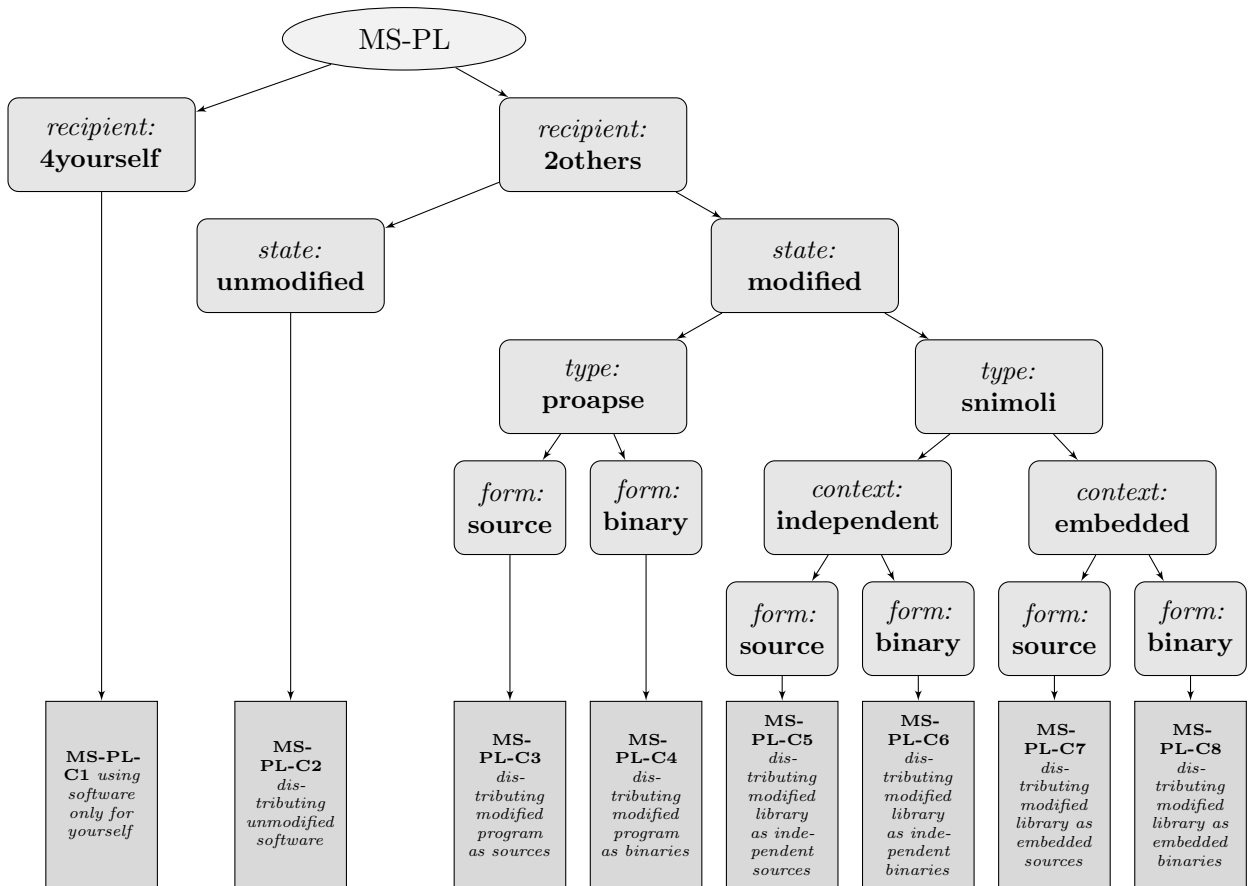 MS-PL
recipient:
4yourself
recipient:
2others
state:
unmodified
state:
modified
type:
proapse
type:
snimoli
form:
source
form:
binary
context:
independent
context:
embedded
form:
source
form:
binary
form:
source
form:
binary
MS-PL-
C1 using
software
only for
yourself
MS-
PL-C2
dis-
tributing
unmodified
software
MS-
PL-C3
dis-
tributing
modified
program
as sources
MS-
PL-C4
dis-
tributing
modified
program
as binaries
MS-
PL-C5
dis-
tributing
modified
library
as inde-
pendent
sources
MS-
PL-C6
dis-
tributing
modified
library
as inde-
pendent
binaries
MS-
PL-C7
dis-
tributing
modified
library as
embedded
sources
MS-
PL-C8
dis-
tributing
modified
library as
embedded
binaries